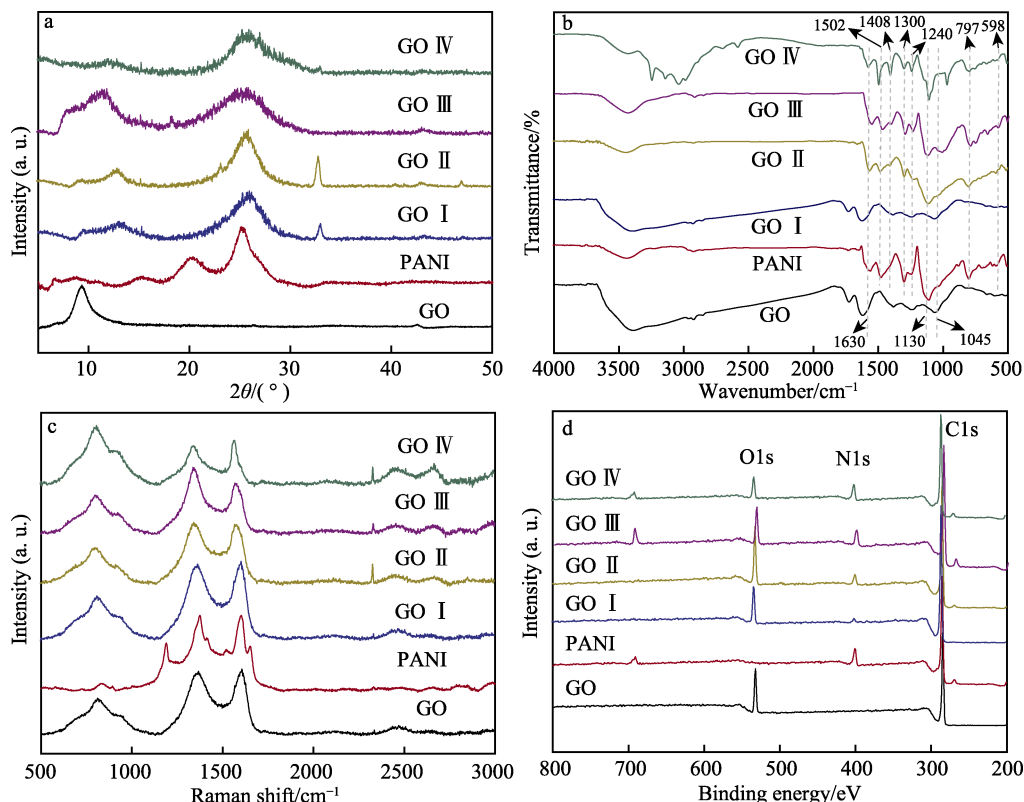 a
GO Ⅳ
GO Ⅲ
GO Ⅱ
GO Ⅰ
PANI
GO
Intensity (a. u.)
10 20 30 40 50
2θ/( ° )
b
1502 1408 1300 1240 797 598
GO Ⅳ
GO Ⅲ
GO Ⅱ
GO Ⅰ
PANI
GO
1630 1130 1045
Transmittance/%
4000 3500 3000 2500 2000 1500 1000 500
Wavenumber/cm⁻¹
c
GO Ⅳ
GO Ⅲ
GO Ⅱ
GO Ⅰ
PANI
GO
Intensity (a. u.)
500 1000 1500 2000 2500 3000
Raman shift/cm⁻¹
d
O1s N1s C1s
GO Ⅳ
GO Ⅲ
GO Ⅱ
GO Ⅰ
PANI
GO
Intensity (a. u.)
800 700 600 500 400 300 200
Binding energy/eV